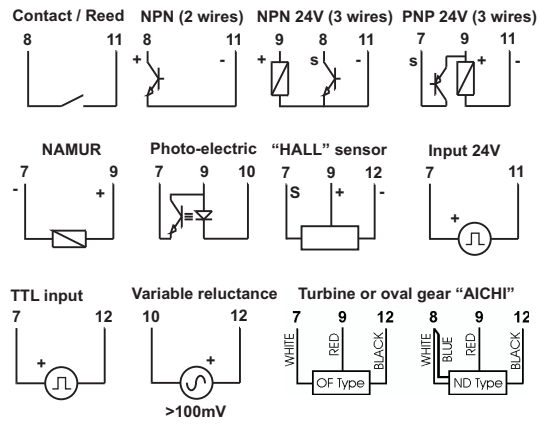 Contact / Reed NPN (2 wires) NPN 24V (3 wires) PNP 24V (3 wires)
8 11 8 11 9 8 11 7 9 11
+ - + s - s + -
NAMUR Photo-electric “HALL” sensor Input 24V
7 9 7 9 10 7 9 12 7 11
- + S + - +
TTL input Variable reluctance Turbine or oval gear “AICHI”
7 12 10 12 7 9 12 8 9 12
+ + WHITE RED BLACK WHITE BLUE RED BLACK
OF Type ND Type
>100mV